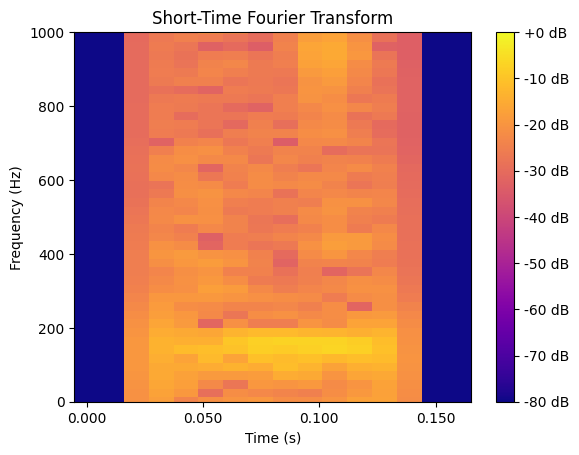 Short-Time Fourier Transform
1000
800
600
400
200
0
Frequency (Hz)
0.000
0.050
0.100
0.150
Time (s)
+0 dB
-10 dB
-20 dB
-30 dB
-40 dB
-50 dB
-60 dB
-70 dB
-80 dB